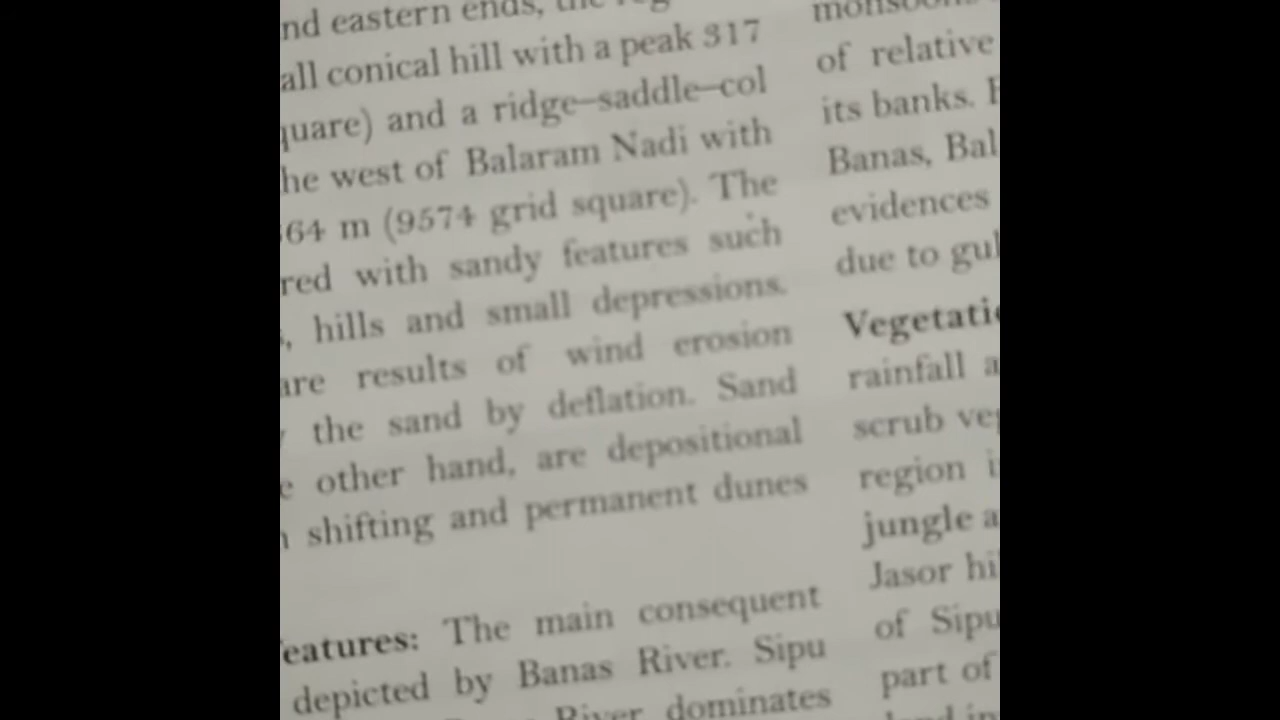 nd eastern ends, the
all conical hill with a peak 317
quare) and a ridge–saddle–col
he west of Balaram Nadi with
64 m (9574 grid square). The
red with sandy features such
, hills and small depressions.
are results of wind erosion
the sand by deflation. Sand
e other hand, are depositional
shifting and permanent dunes
eatures: The main consequent
depicted by Banas River. Sipu
River dominates
of relative
its banks.
Banas, Bal
evidences
due to gul
Vegetatio
rainfall a
scrub veg
region i
jungle a
Jasor hi
of Sipu
part of